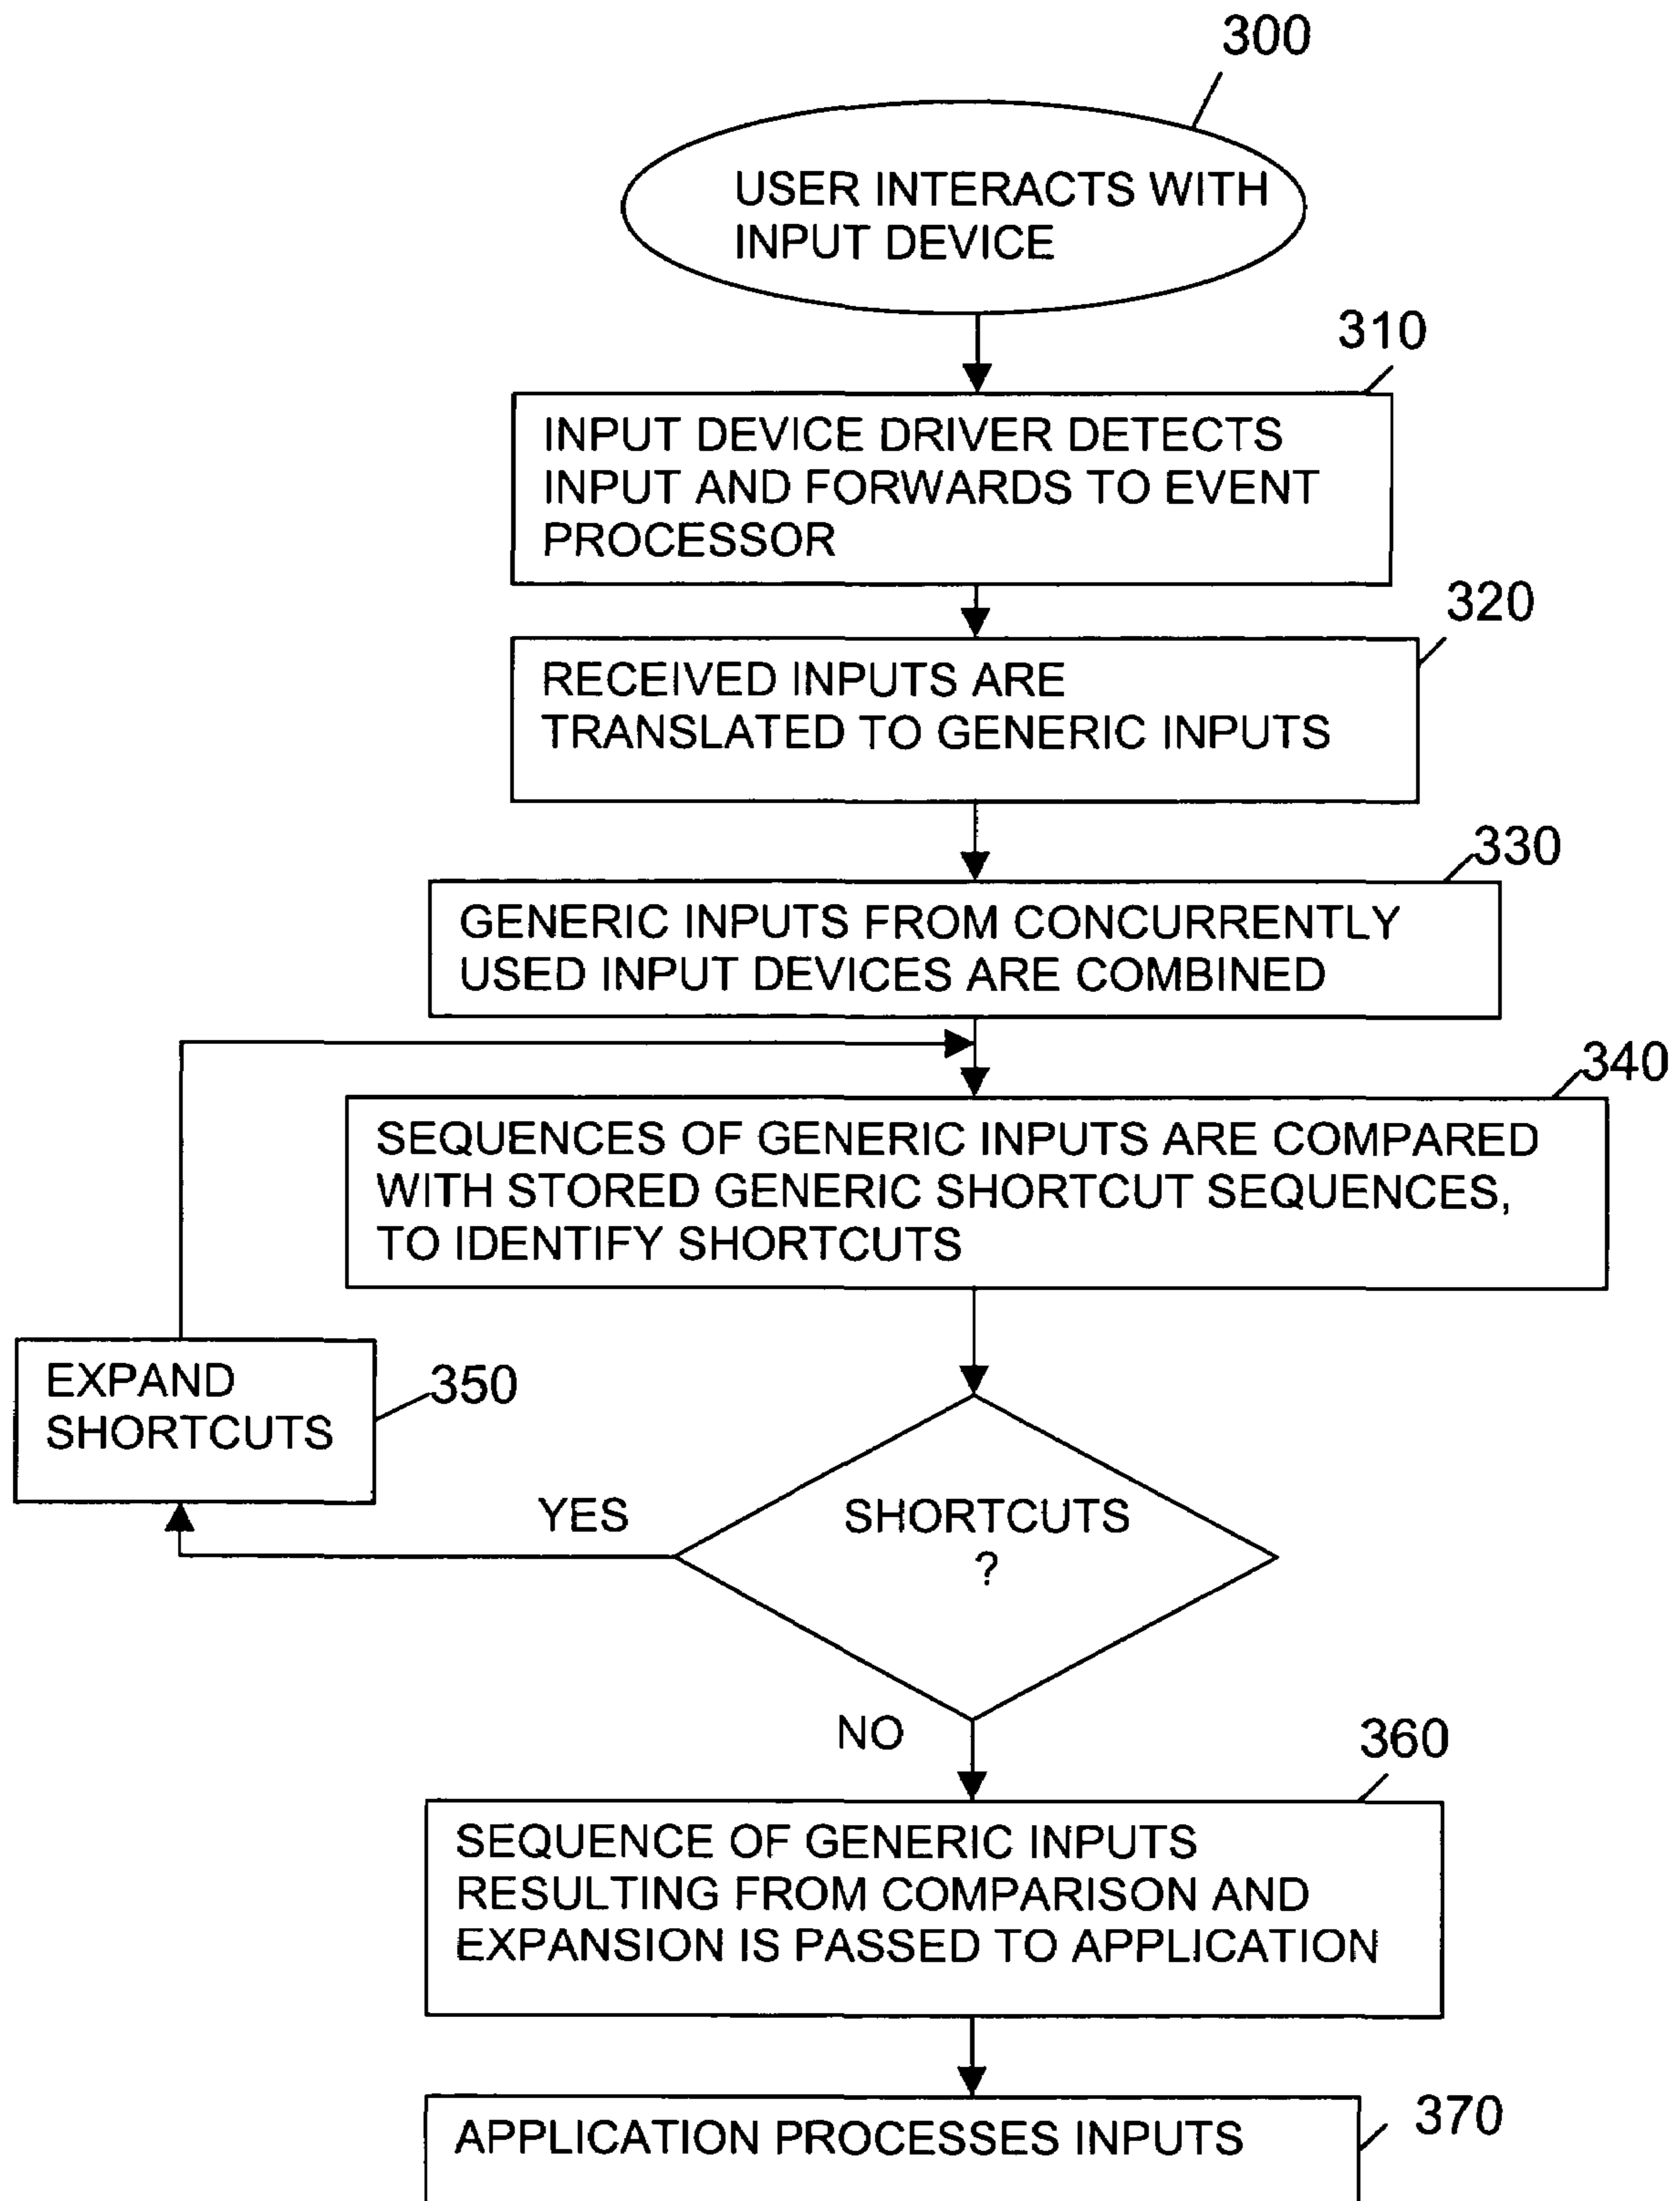 300
USER INTERACTS WITH
INPUT DEVICE
310
INPUT DEVICE DRIVER DETECTS
INPUT AND FORWARDS TO EVENT
PROCESSOR
320
RECEIVED INPUTS ARE
TRANSLATED TO GENERIC INPUTS
330
GENERIC INPUTS FROM CONCURRENTLY
USED INPUT DEVICES ARE COMBINED
340
SEQUENCES OF GENERIC INPUTS ARE COMPARED
WITH STORED GENERIC SHORTCUT SEQUENCES,
TO IDENTIFY SHORTCUTS
EXPAND
SHORTCUTS
350
YES
SHORTCUTS
?
NO
360
SEQUENCE OF GENERIC INPUTS
RESULTING FROM COMPARISON AND
EXPANSION IS PASSED TO APPLICATION
370
APPLICATION PROCESSES INPUTS